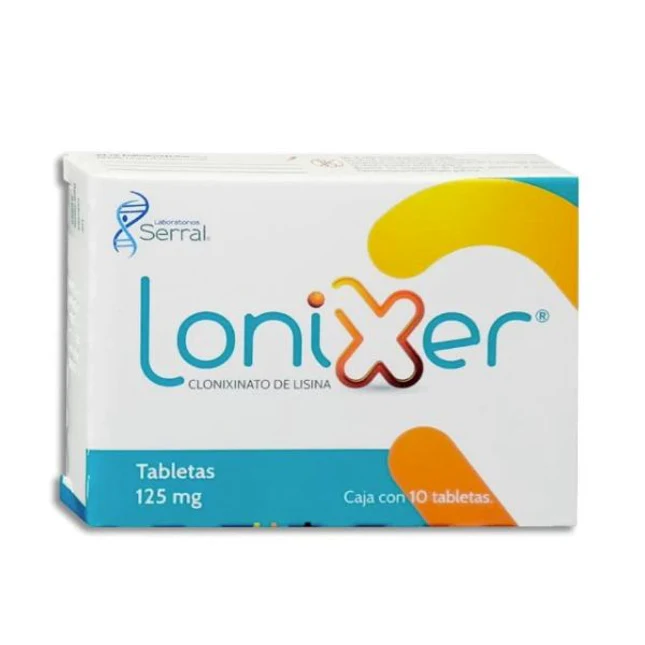 Laboratorios
Serral®
Lonixer®
CLONIXINATO DE LISINA
Tabletas
125 mg
Caja con 10 tabletas.